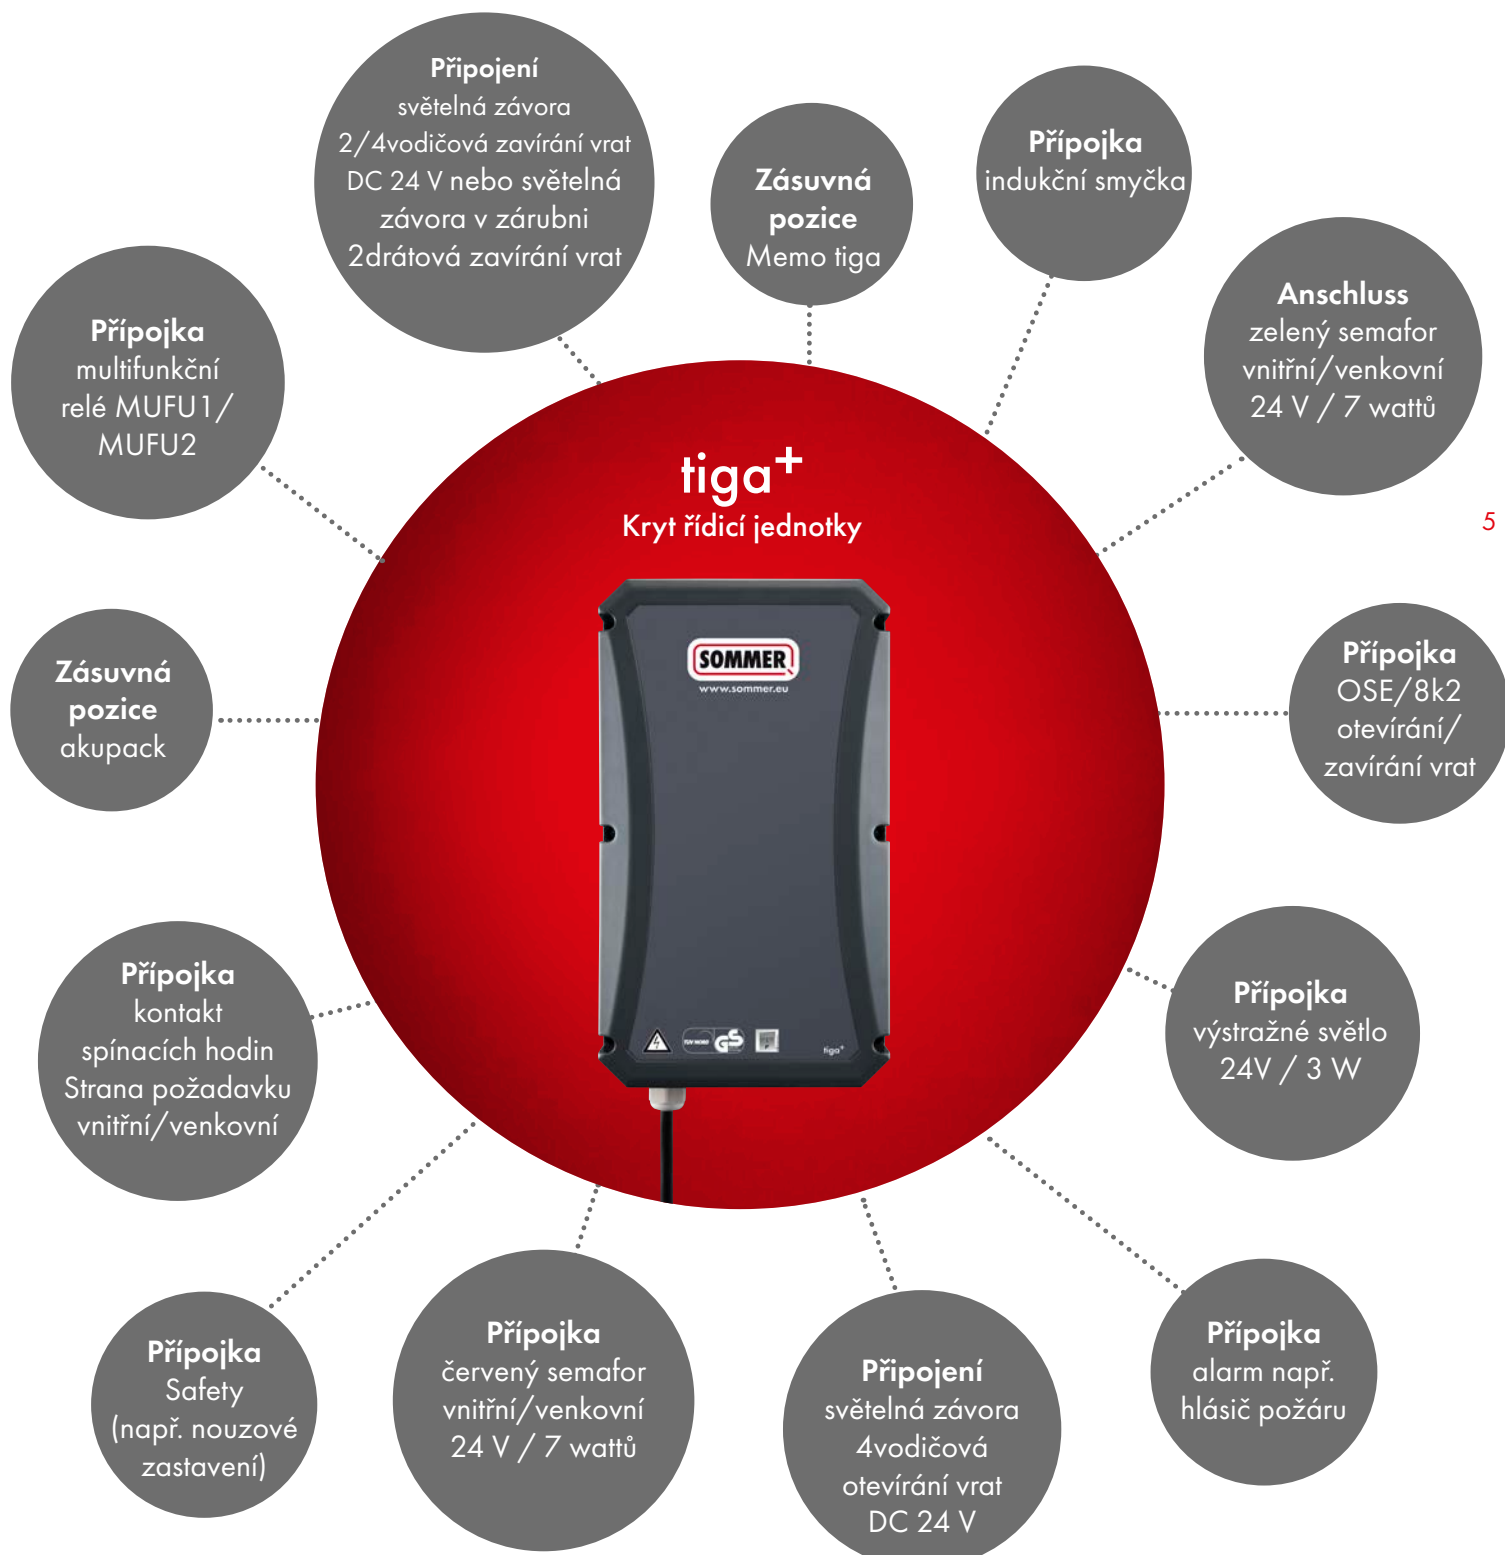 Připojení
světelná závora
2/4vodičová zavírání vrat
DC 24 V nebo světelná
závora v zárubni
2drátová zavírání vrat
Zásuvná
pozice
Memo tiga
Přípojka
indukční smyčka
Anschluss
zelený semafor
vnitřní/venkovní
24 V / 7 wattů
Přípojka
multifunkční
relé MUFU1/
MUFU2
tiga+
Kryt řídicí jednotky
5
SOMMER
www.sommer.eu
Zásuvná
pozice
akupack
Přípojka
OSE/8k2
otevírání/
zavírání vrat
Přípojka
kontakt
spínacích hodin
Strana požadavku
vnitřní/venkovní
Přípojka
výstražné světlo
24V / 3 W
TÜV NORD
GS
tiga+
Přípojka
Safety
(např. nouzové
zastavení)
Přípojka
červený semafor
vnitřní/venkovní
24 V / 7 wattů
Připojení
světelná závora
4vodičová
otevírání vrat
DC 24 V
Přípojka
alarm např.
hlásič požáru